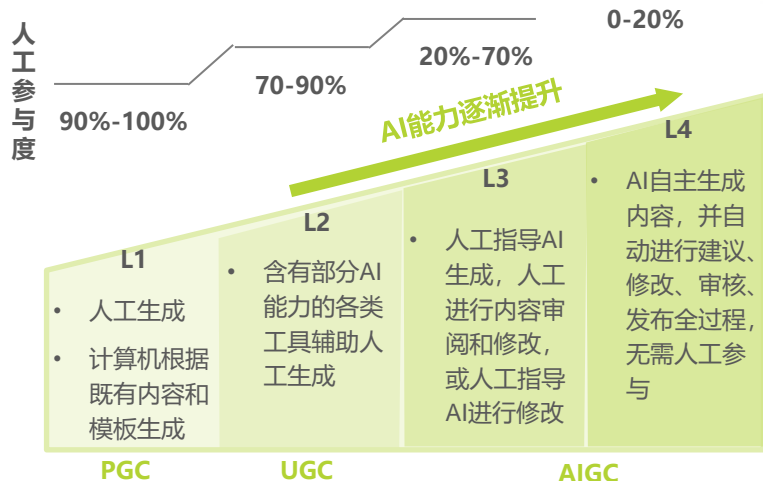 人工参与度
90%-100%
70-90%
20%-70%
0-20%
AI能力逐渐提升
L1
• 人工生成
• 计算机根据
既有内容和
模板生成
L2
• 含有部分AI
能力的各类
工具辅助人
工生成
L3
• 人工指导AI
生成，人工
进行内容审
阅和修改，
或人工指导
AI进行修改
L4
• AI自主生成
内容，并自
动进行建议、
修改、审核、
发布全过程，
无需人工参
与
PGC
UGC
AIGC